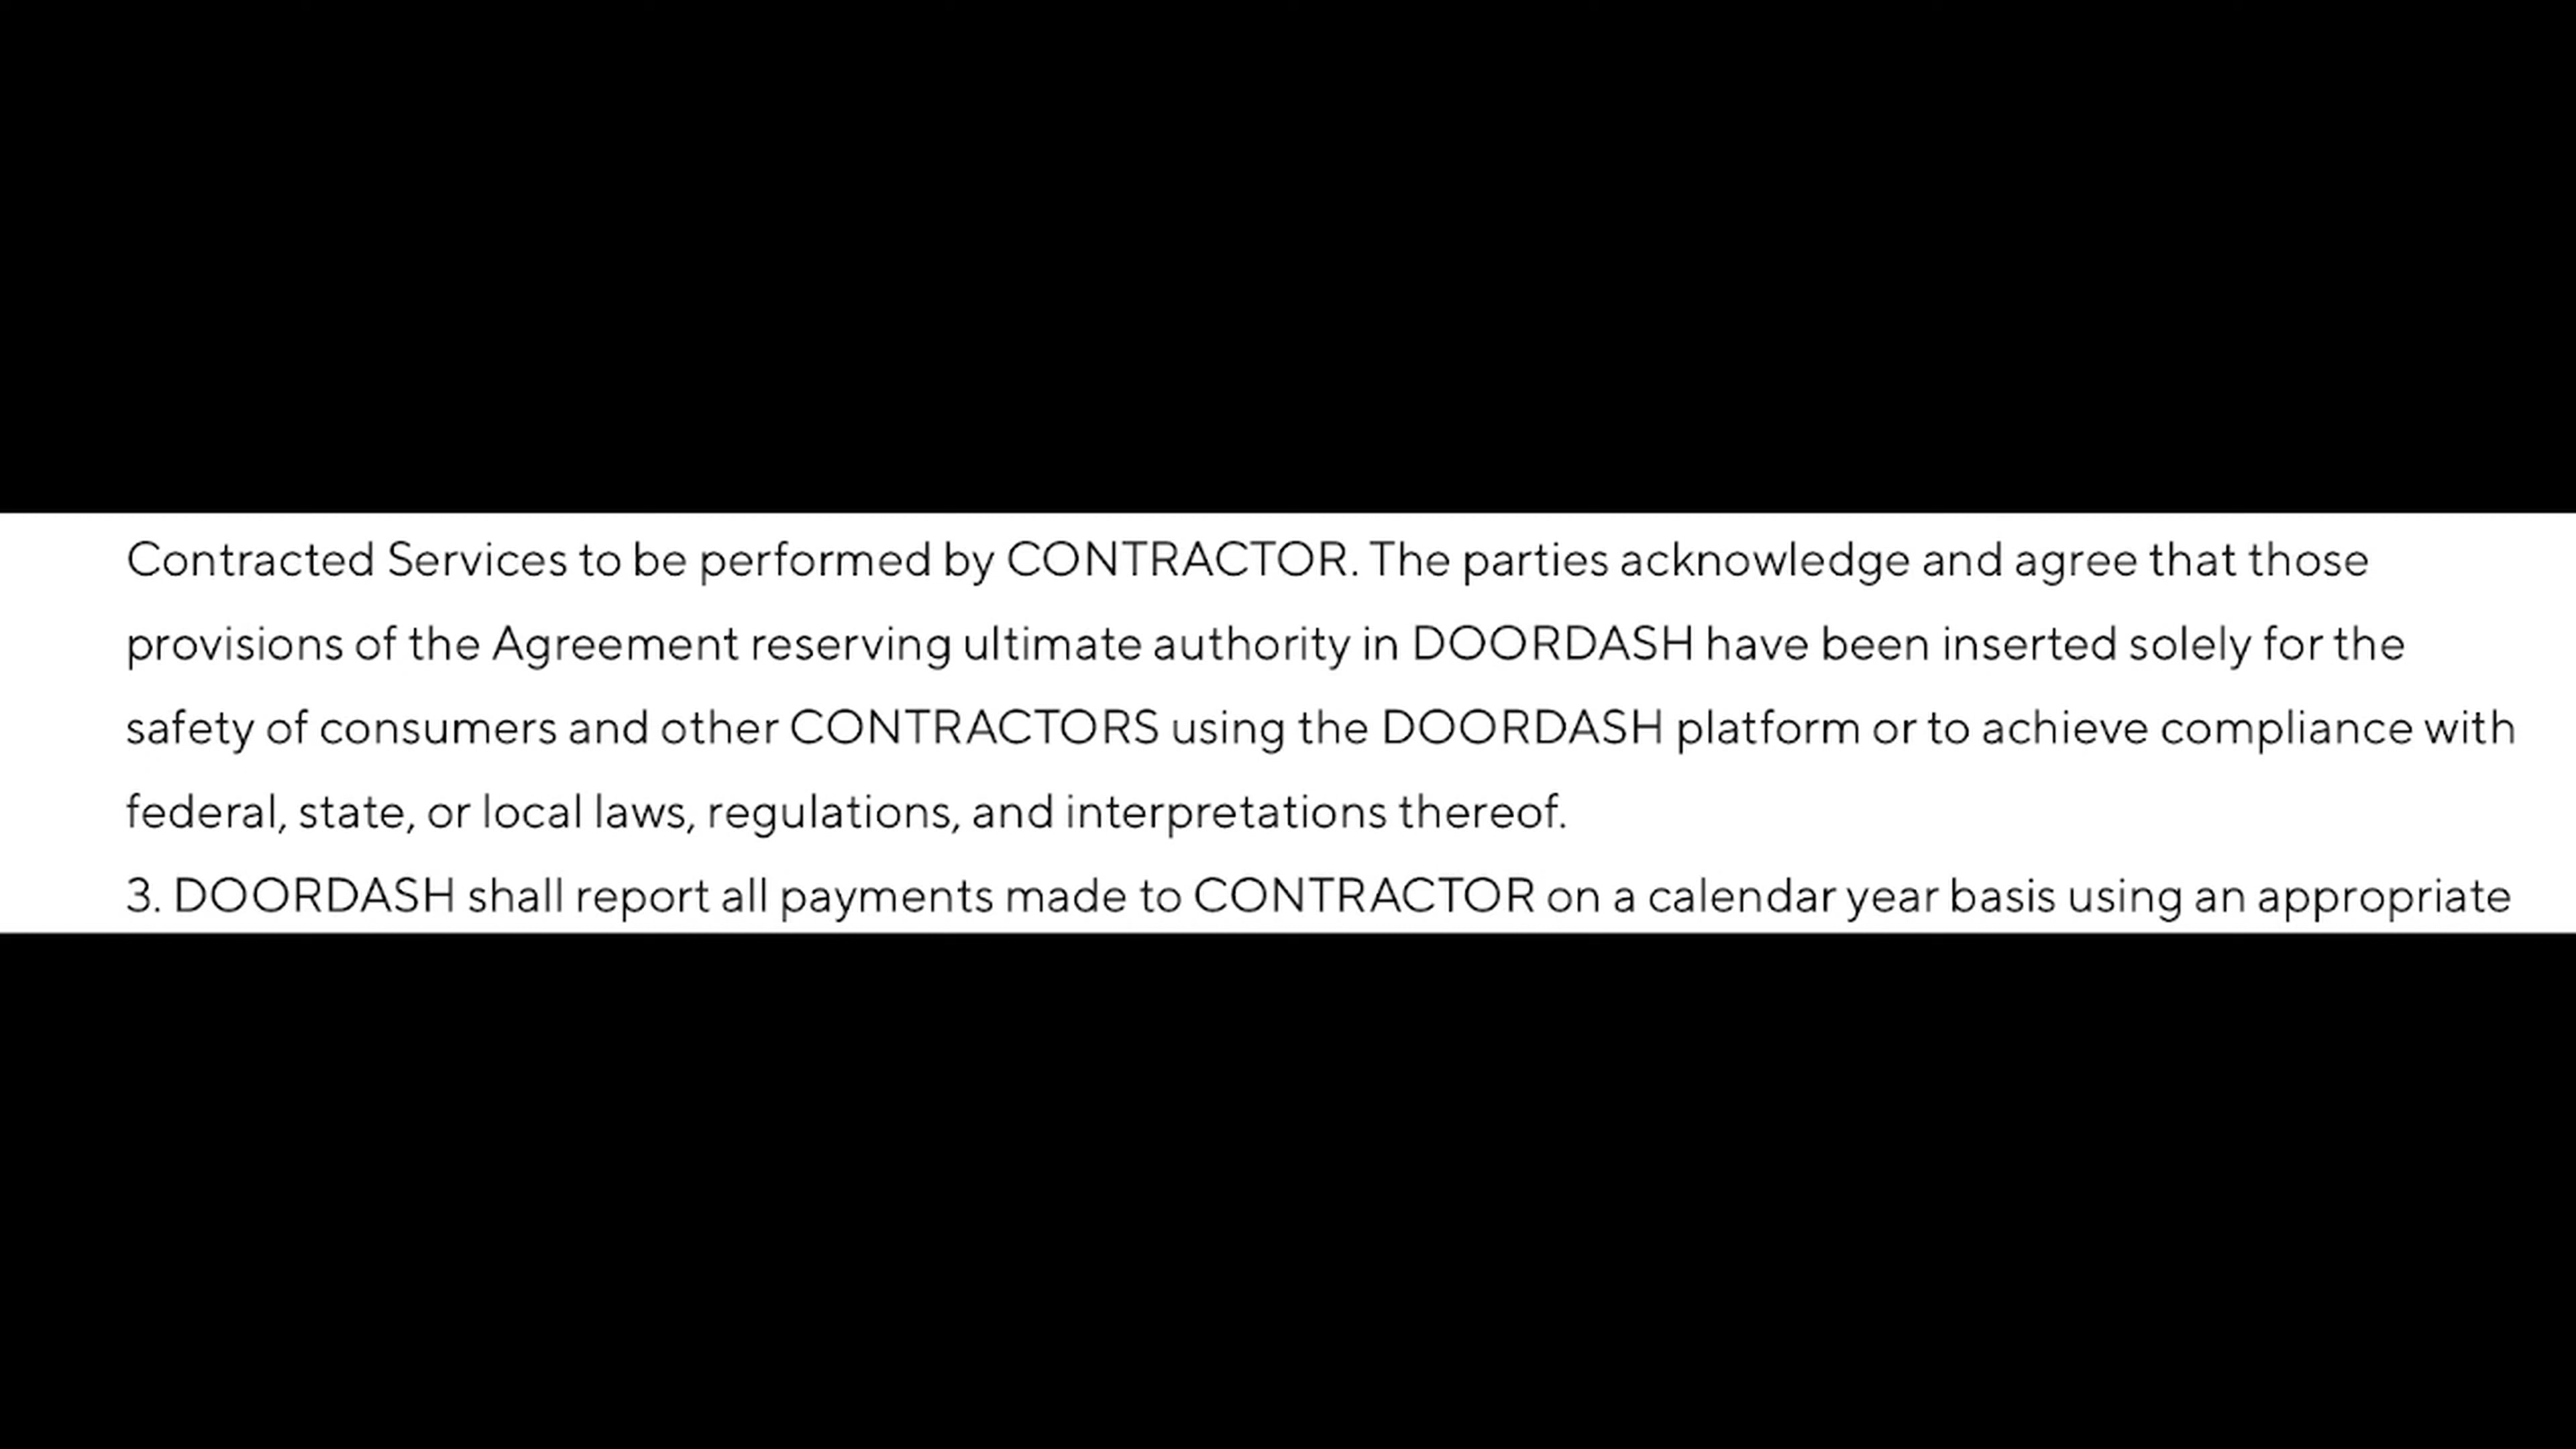 Contracted Services to be performed by CONTRACTOR. The parties acknowledge and agree that those
provisions of the Agreement reserving ultimate authority in DOORDASH have been inserted solely for the
safety of consumers and other CONTRACTORS using the DOORDASH platform or to achieve compliance with
federal, state, or local laws, regulations, and interpretations thereof.
3. DOORDASH shall report all payments made to CONTRACTOR on a calendar year basis using an appropriate